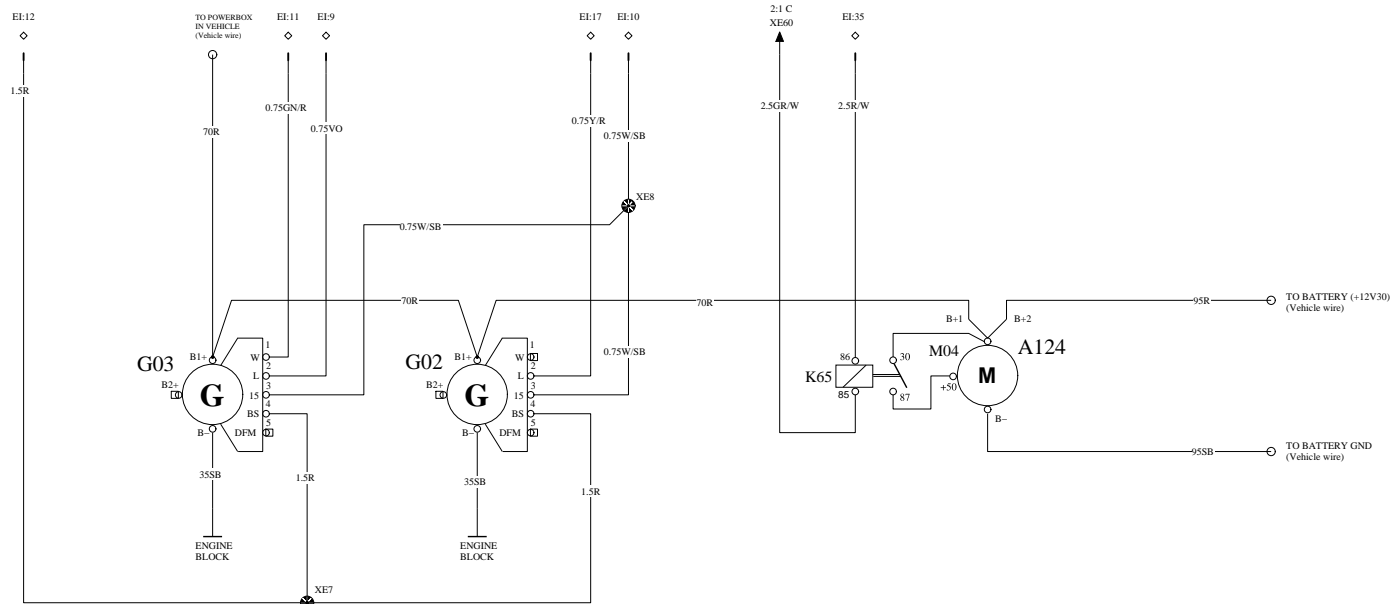 EI:12
TO POWERBOX
IN VEHICLE
(Vehicle wire)
EI:11
EI:9
EI:17
EI:10
2:1 C
XE60
EI:35
1.5R
70R
0.75GN/R
0.75VO
0.75Y/R
0.75W/SB
2.5GR/W
2.5R/W
XE8
0.75W/SB
70R
70R
95R
TO BATTERY (+12V30)
(Vehicle wire)
B+1
B+2
0.75W/SB
G03
B1+
B2+
G
B–
1
W
2
L
3
15
4
BS
5
DFM
G02
B1+
B2+
G
B–
1
W
2
L
3
15
4
BS
5
DFM
K65
86
85
30
87
M04
A124
+50
M
B–
95SB
TO BATTERY GND
(Vehicle wire)
35SB
1.5R
35SB
1.5R
ENGINE
BLOCK
ENGINE
BLOCK
XE7